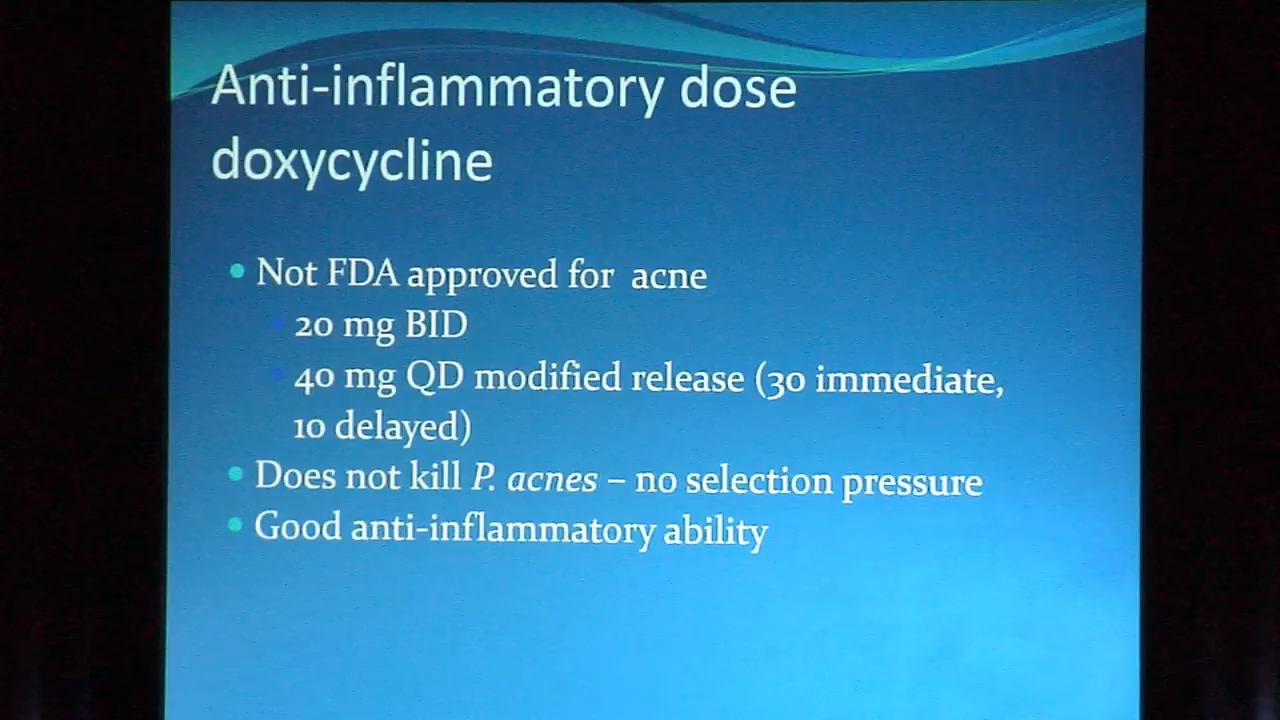 Anti-inflammatory dose
doxycycline
• Not FDA approved for acne
• 20 mg BID
• 40 mg QD modified release (30 immediate,
10 delayed)
• Does not kill P. acnes – no selection pressure
• Good anti-inflammatory ability